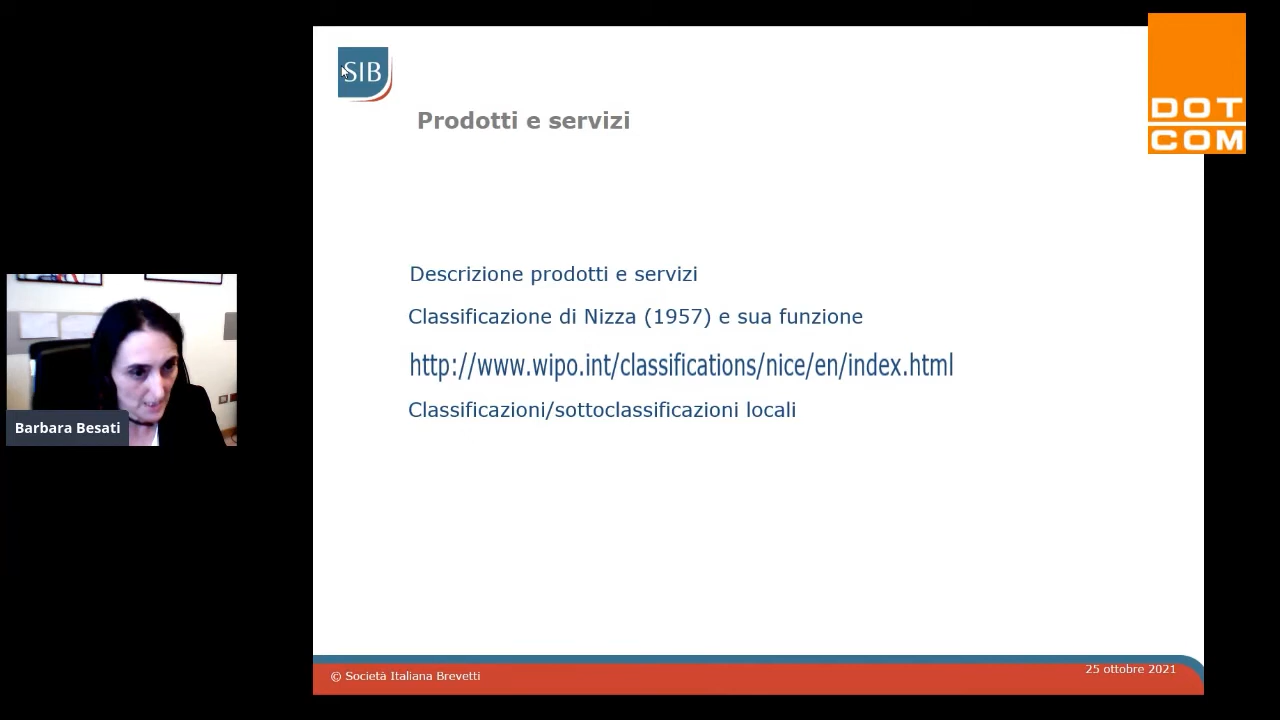 SIB
DOT
COM
Prodotti e servizi
Descrizione prodotti e servizi
Classificazione di Nizza (1957) e sua funzione
http://www.wipo.int/classifications/nice/en/index.html
Classificazioni/sottoclassificazioni locali
Barbara Besati
© Società Italiana Brevetti
25 ottobre 2021